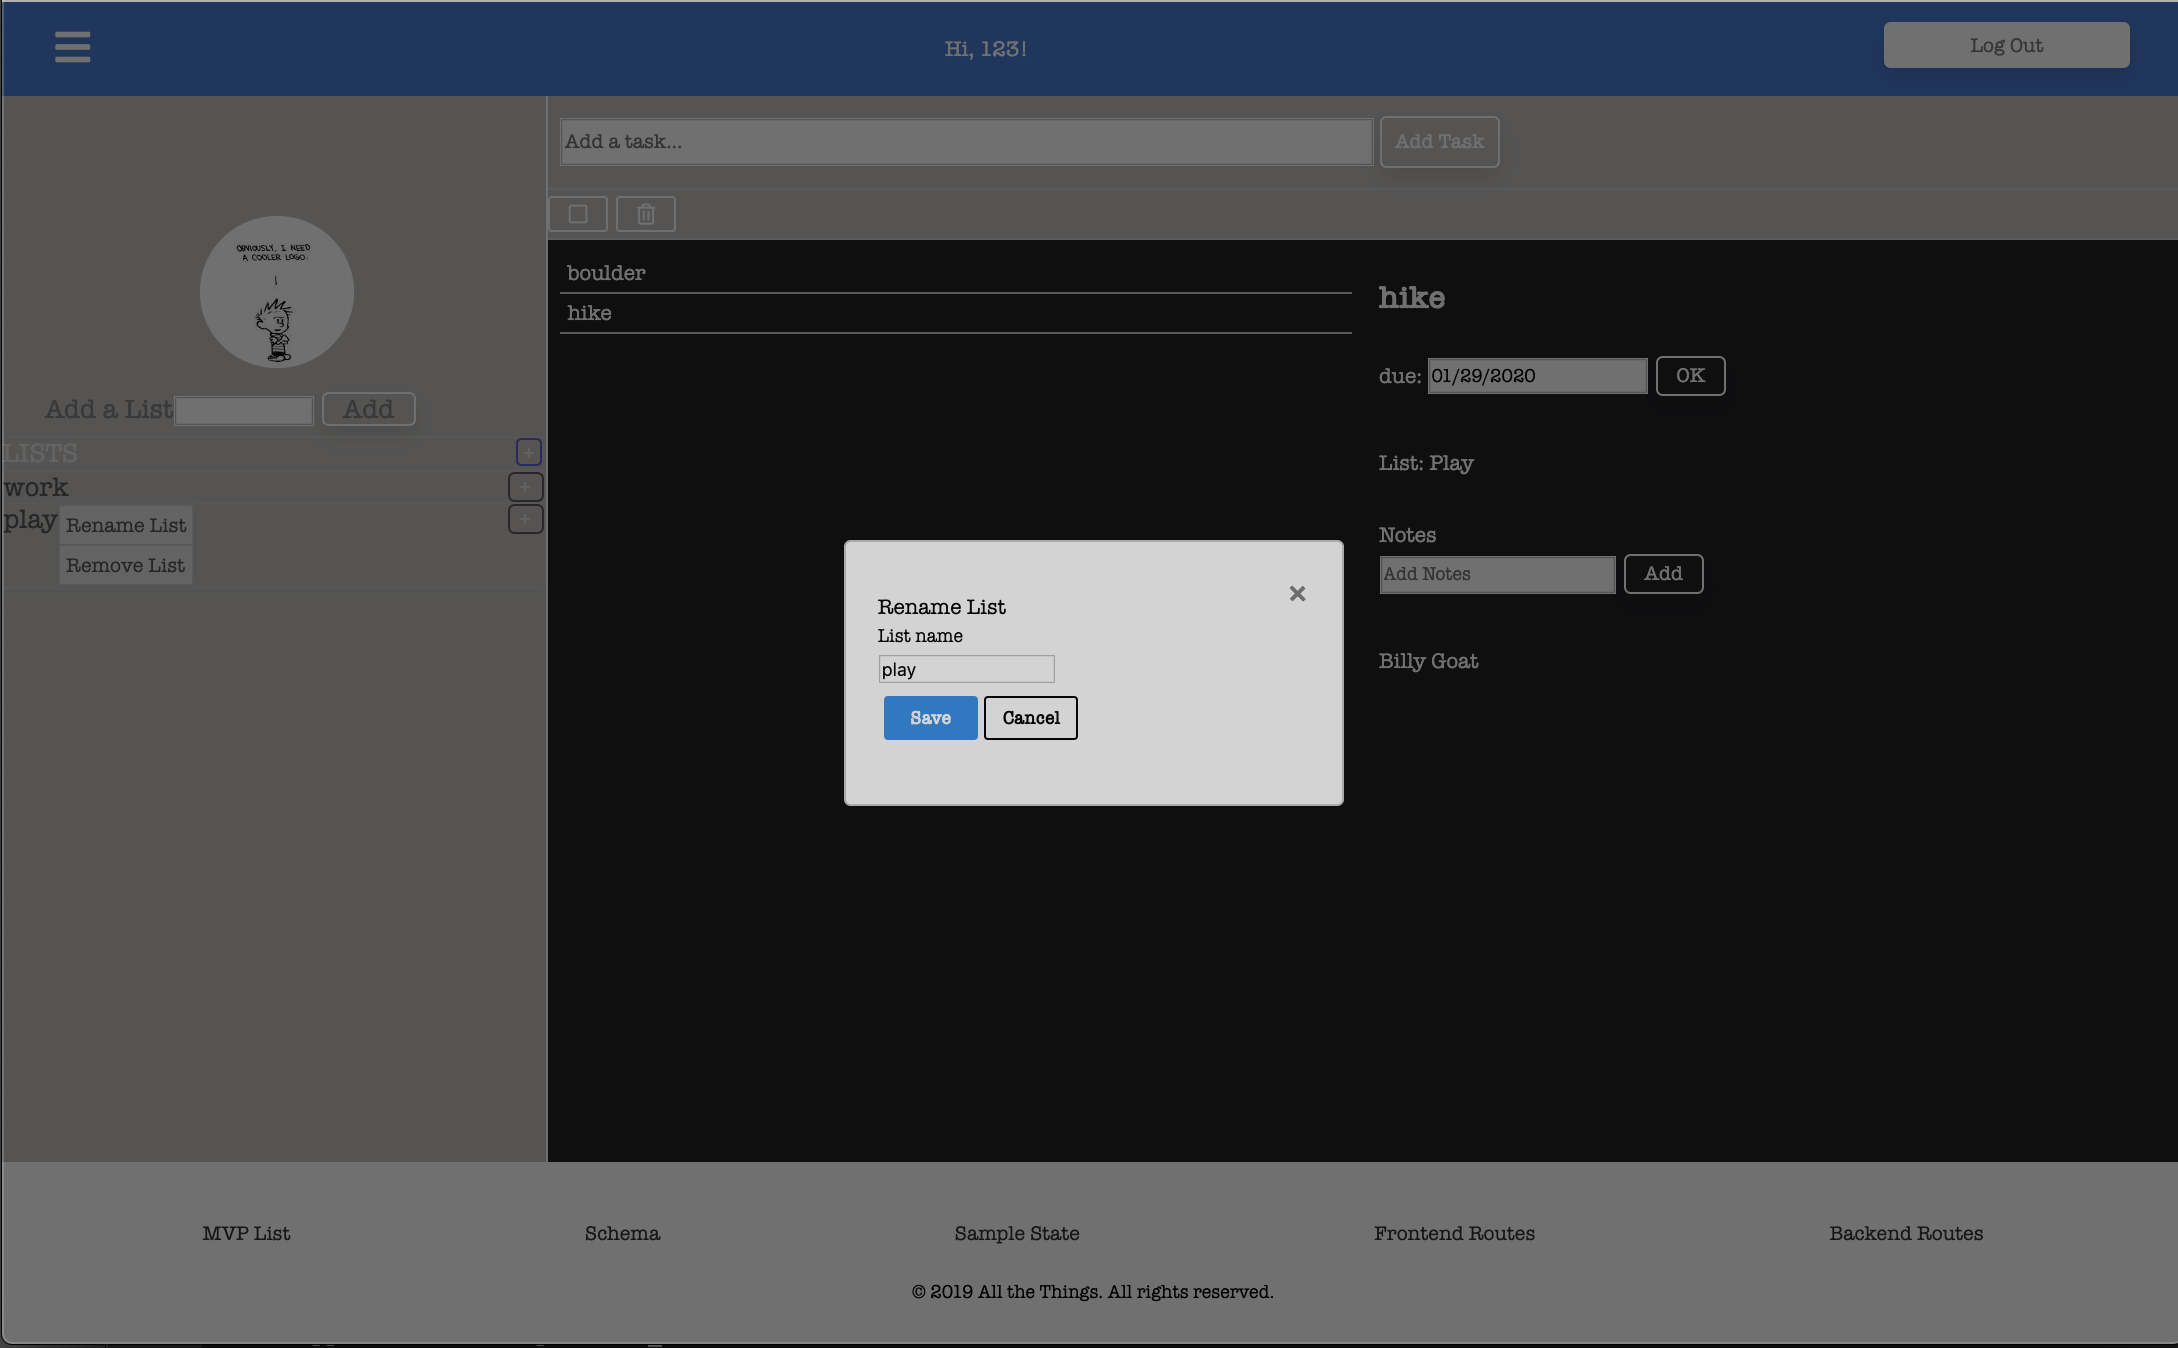 Hi, 123!
Log Out
Add a task...
Add Task
OBVIOUSLY, I NEED
A COOLER LOGO.
Add a List
Add
LISTS
+
work
+
play
+
Rename List
Remove List
boulder
hike
hike
due: 01/29/2020
OK
List: Play
Notes
Add Notes
Add
Billy Goat
Rename List
List name
play
Save
Cancel
MVP List
Schema
Sample State
Frontend Routes
Backend Routes
© 2019 All the Things. All rights reserved.